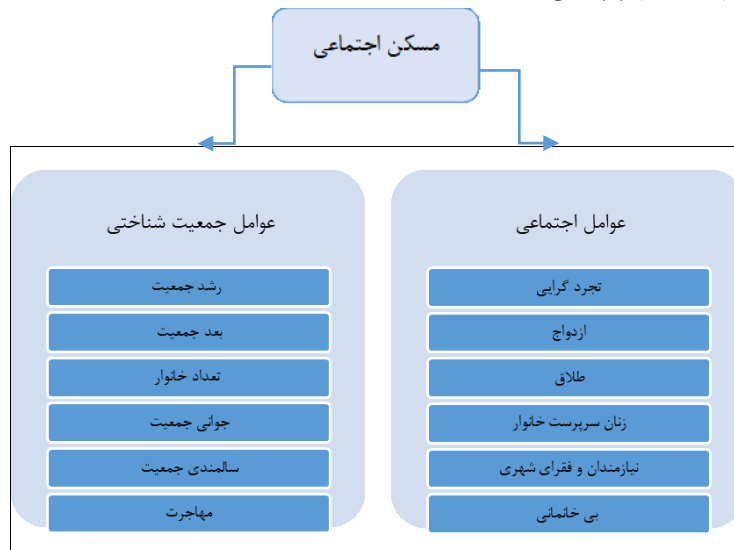 مسکن اجتماعی
عوامل اجتماعی
تجرد گرایی
ازدواج
طلاق
زنان سرپرست خانوار
نیازمندان و فقرای شهری
بی خانمانی
عوامل جمعیت شناختی
رشد جمعیت
بعد جمعیت
تعداد خانوار
جوانی جمعیت
سالمندی جمعیت
مهاجرت